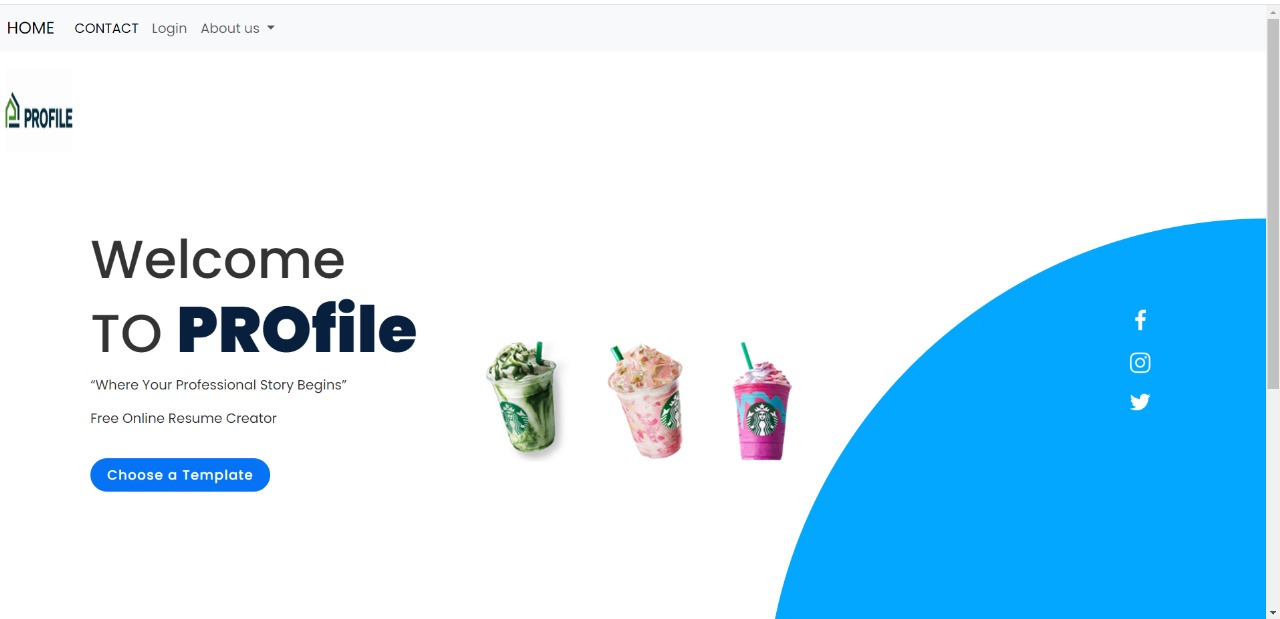 HOME CONTACT Login About us
PROFILE
Welcome
TO PROfile
“Where Your Professional Story Begins”
Free Online Resume Creator
Choose a Template